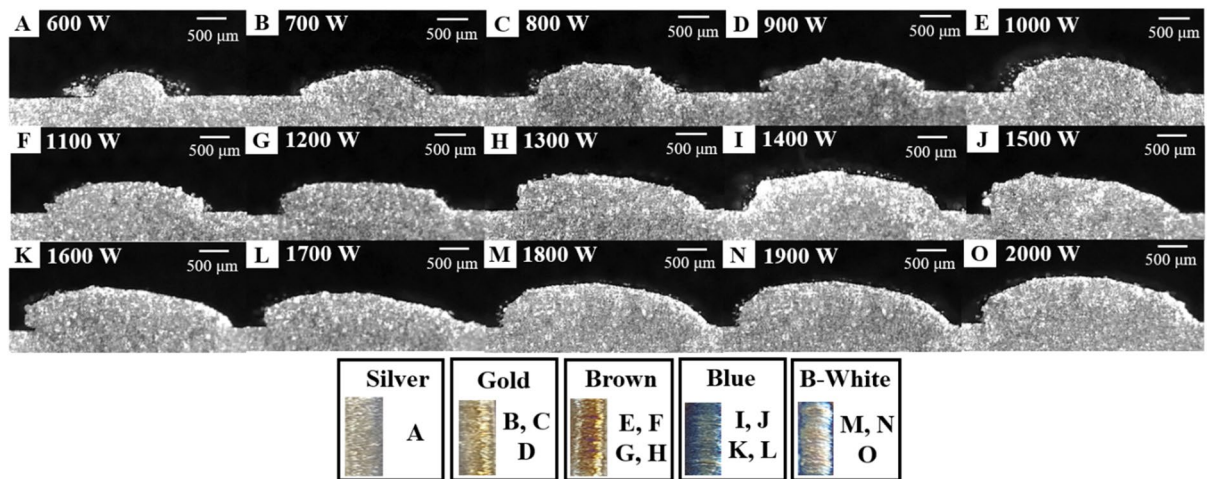 A 600 W 500 μm B 700 W 500 μm C 800 W 500 μm D 900 W 500 μm E 1000 W 500 μm
F 1100 W 500 μm G 1200 W 500 μm H 1300 W 500 μm I 1400 W 500 μm J 1500 W 500 μm
K 1600 W 500 μm L 1700 W 500 μm M 1800 W 500 μm N 1900 W 500 μm O 2000 W 500 μm
Silver Gold Brown Blue B-White
A B, C E, F I, J M, N
D G, H K, L O